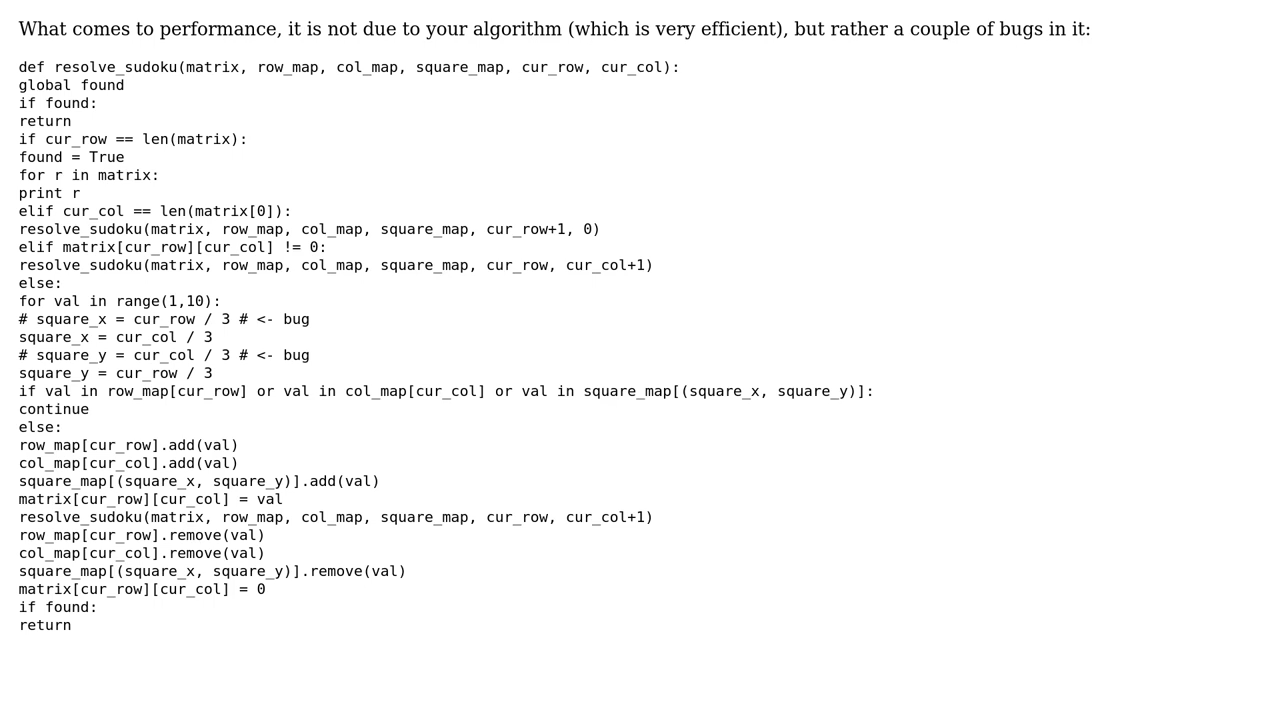 What comes to performance, it is not due to your algorithm (which is very efficient), but rather a couple of bugs in it:
def resolve_sudoku(matrix, row_map, col_map, square_map, cur_row, cur_col):
global found
if found:
return
if cur_row == len(matrix):
found = True
for r in matrix:
print r
elif cur_col == len(matrix[0]):
resolve_sudoku(matrix, row_map, col_map, square_map, cur_row+1, 0)
elif matrix[cur_row][cur_col] != 0:
resolve_sudoku(matrix, row_map, col_map, square_map, cur_row, cur_col+1)
else:
for val in range(1,10):
# square_x = cur_row / 3 # <- bug
square_x = cur_col / 3
# square_y = cur_col / 3 # <- bug
square_y = cur_row / 3
if val in row_map[cur_row] or val in col_map[cur_col] or val in square_map[(square_x, square_y)]:
continue
else:
row_map[cur_row].add(val)
col_map[cur_col].add(val)
square_map[(square_x, square_y)].add(val)
matrix[cur_row][cur_col] = val
resolve_sudoku(matrix, row_map, col_map, square_map, cur_row, cur_col+1)
row_map[cur_row].remove(val)
col_map[cur_col].remove(val)
square_map[(square_x, square_y)].remove(val)
matrix[cur_row][cur_col] = 0
if found:
return